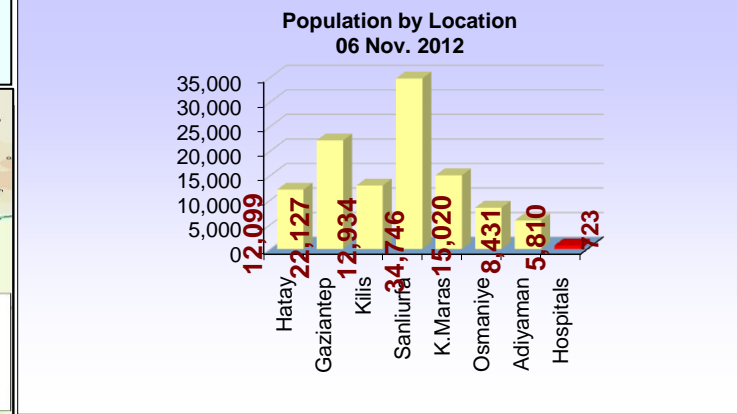 Population by Location
06 Nov. 2012
35,000
30,000
25,000
20,000
15,000
10,000
5,000
0
12,099
22,127
12,934
34,746
15,020
8,431
5,810
723
Hatay
Gaziantep
Kilis
Sanliurfa
K.Maras
Osmaniye
Adiyaman
Hospitals